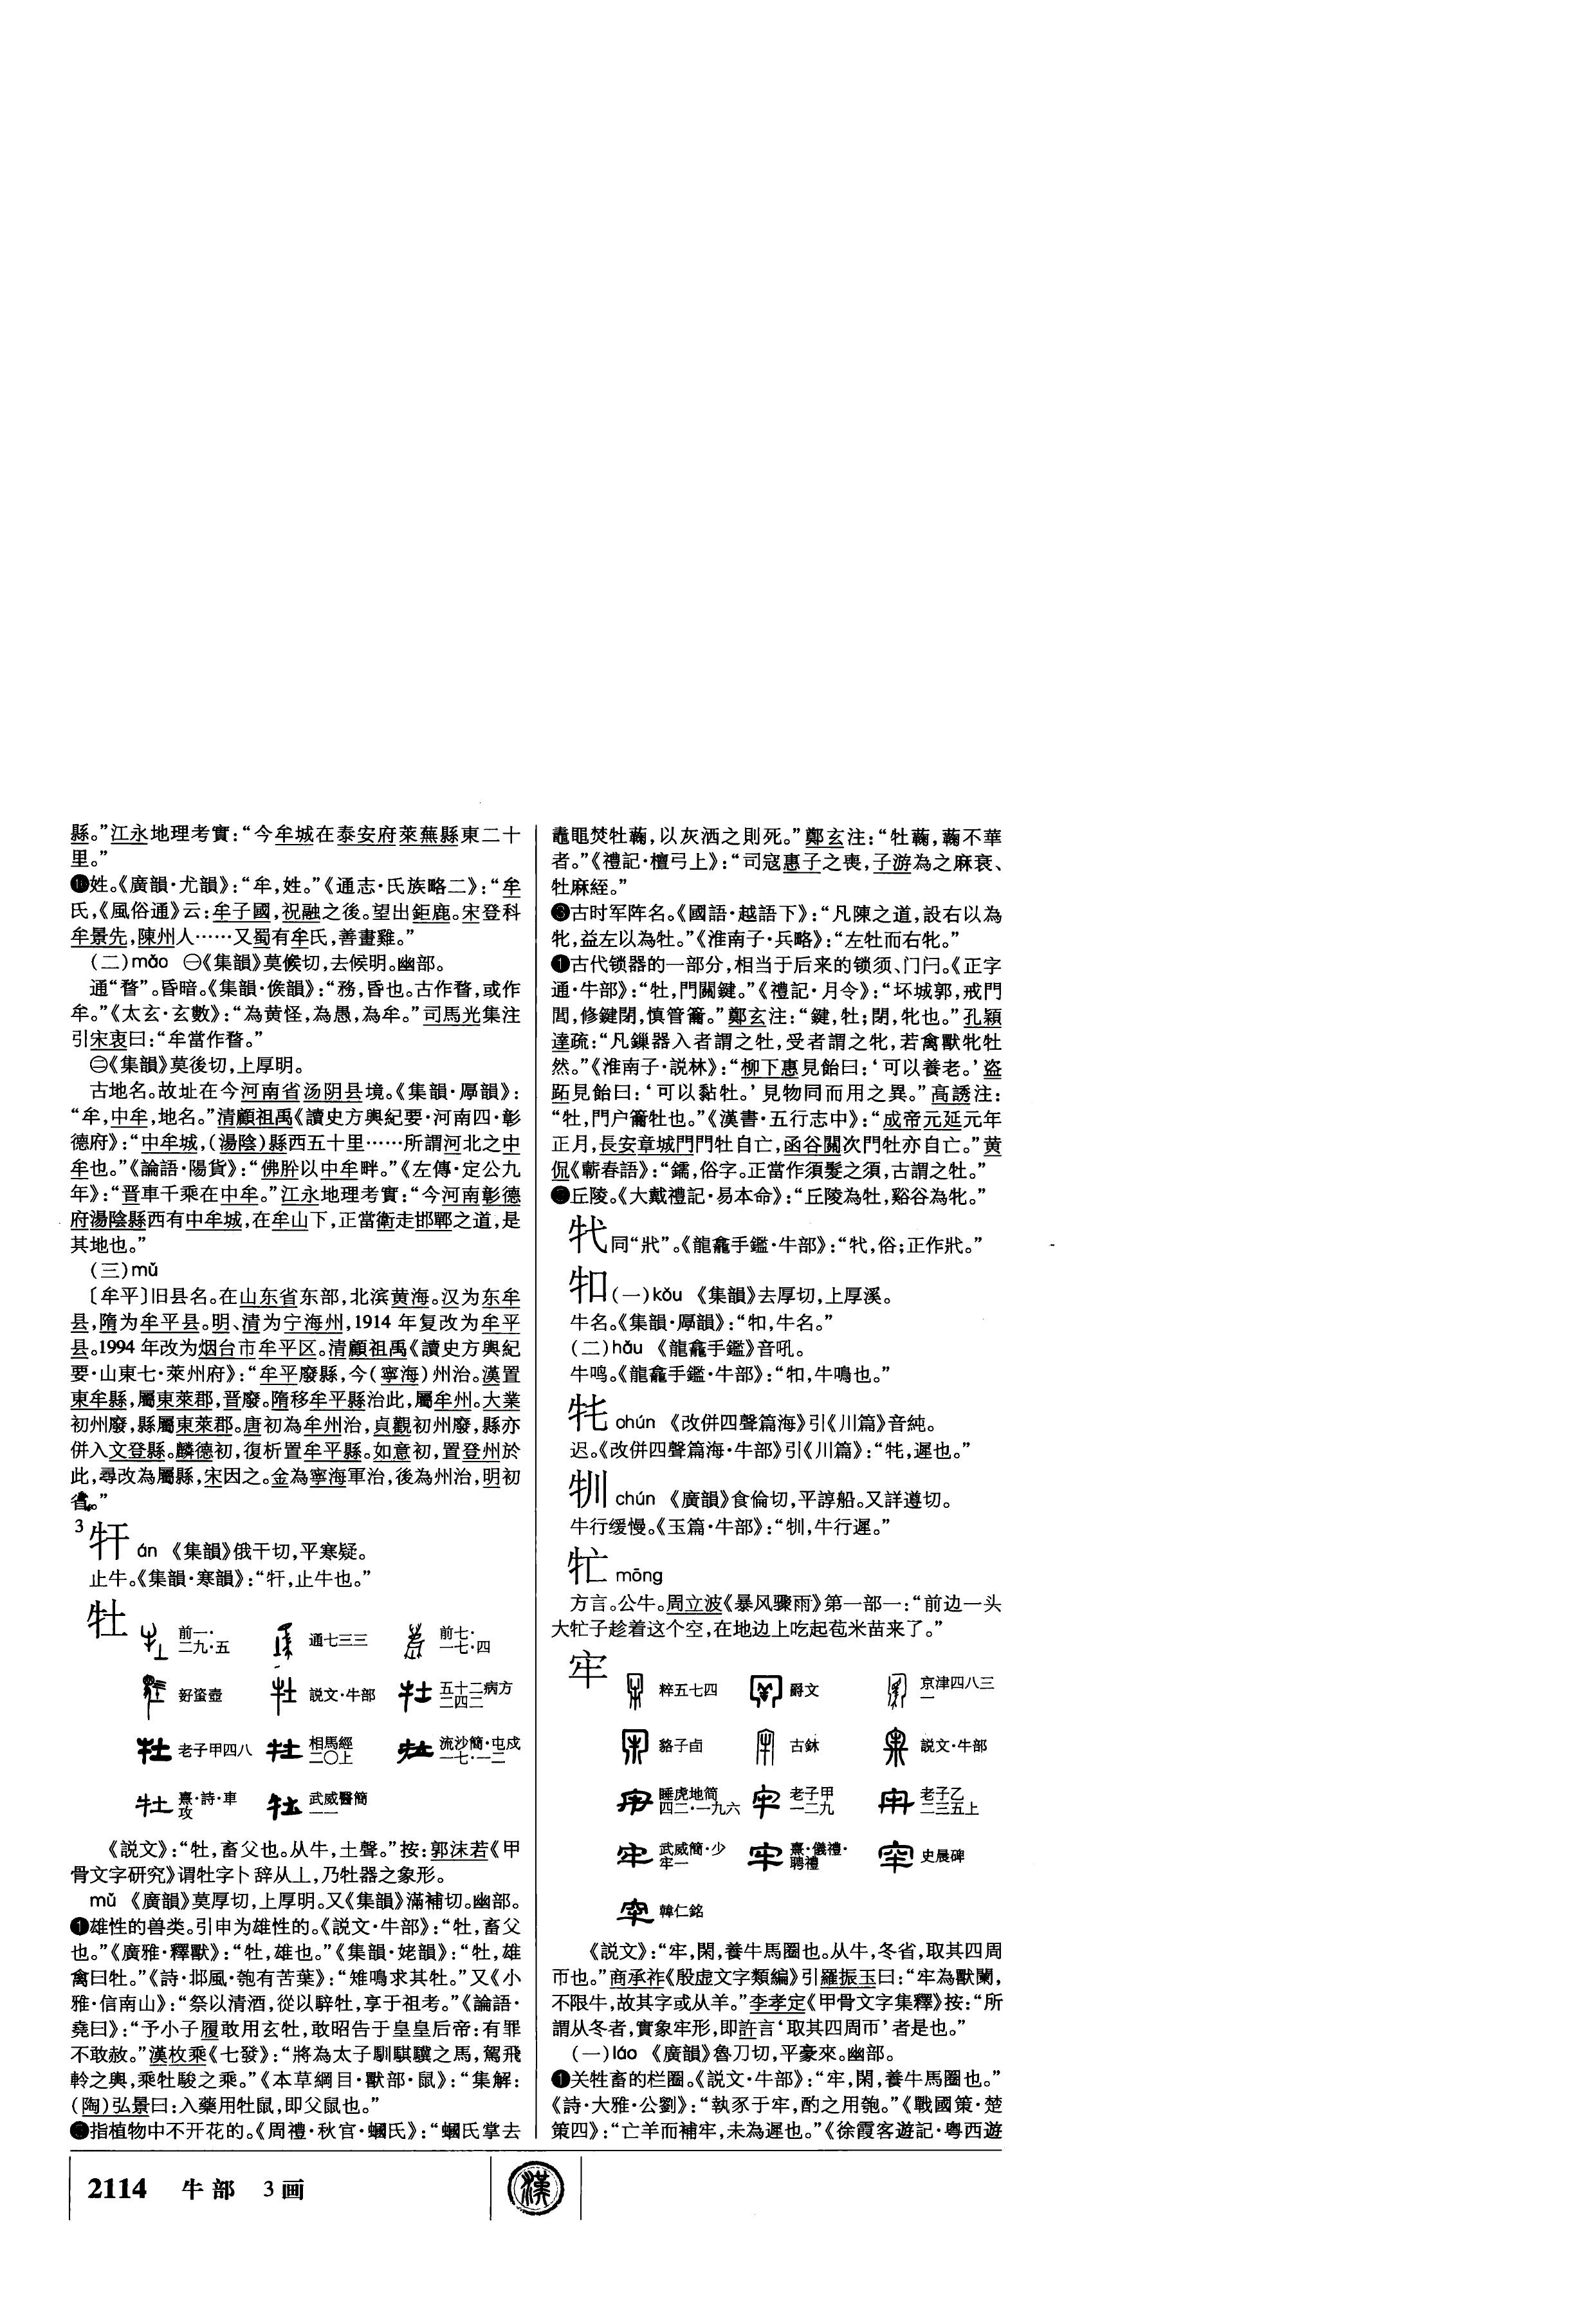 縣。”江永地理考實：“今牟城在泰安府萊蕪縣東二十
里。”
姓。《廣韻·尤韻》：“牟，姓。”《通志·氏族略二》：“牟
氏，《風俗通》云：牟子國，祝融之後。望出鉅鹿。宋登科
牟景先，陳州人……又蜀有牟氏，善畫雞。”
（二）mào ㊀《集韻》莫候切，去候明。幽部。
通“瞀”。昏暗。《集韻·候韻》：“務，昏也。古作瞀，或作
牟。”《太玄·玄數》：“為黄怪，為愚，為牟。”司馬光集注
引宋衷曰：“牟當作瞀。”
㊁《集韻》莫後切，上厚明。
古地名。故址在今河南省汤阴县境。《集韻·厚韻》：
“牟，中牟，地名。”清顧祖禹《讀史方輿紀要·河南四·彰
德府》：“中牟城，（湯陰）縣西五十里……所謂河北之中
牟也。”《論語·陽貨》：“佛肸以中牟畔。”《左傳·定公九
年》：“晋車千乘在中牟。”江永地理考實：“今河南彰德
府湯陰縣西有中牟城，在牟山下，正當衛走邯鄲之道，是
其地也。”
（三）mǔ
〔牟平〕旧县名。在山东省东部，北滨黄海。汉为东牟
县，隋为牟平县。明、清为宁海州，1914 年复改为牟平
县。1994 年改为烟台市牟平区。清顧祖禹《讀史方輿紀
要·山東七·萊州府》：“牟平廢縣，今（寧海）州治。漢置
東牟縣，屬東萊郡，晋廢。隋移牟平縣治此，屬牟州。大業
初州廢，縣屬東萊郡。唐初為牟州治，貞觀初州廢，縣亦
併入文登縣。麟德初，復析置牟平縣。如意初，置登州於
此，尋改為屬縣，宋因之。金為寧海軍治，後為州治，明初
省。”
3 牪 án 《集韻》俄干切，平寒疑。
止牛。《集韻·寒韻》：“㸩，止牛也。”
牡 前一·二九·五 通七三三 前七·一七·四
𧊒壺 説文·牛部 五十二病方二四二
老子甲四八 相馬經二〇上 流沙簡·屯戍一七·一二
熹·詩·車攻 武威醫簡一一
《説文》：“牡，畜父也。从牛，土聲。”按：郭沫若《甲
骨文字研究》谓牡字卜辞从丄，乃牡器之象形。
mǔ 《廣韻》莫厚切，上厚明。又《集韻》滿補切。幽部。
❶雄性的兽类。引申为雄性的。《説文·牛部》：“牡，畜父
也。”《廣雅·釋獸》：“牡，雄也。”《集韻·姥韻》：“牡，雄
禽曰牡。”《詩·邶風·匏有苦葉》：“雉鳴求其牡。”又《小
雅·信南山》：“祭以清酒，從以騂牡，享于祖考。”《論語·
堯曰》：“予小子履敢用玄牡，敢昭告于皇皇后帝：有罪
不敢赦。”漢枚乘《七發》：“將為太子馴騏驥之馬，駕飛
軨之輿，乘牡駿之乘。”《本草綱目·獸部·鼠》：“集解：
（陶）弘景曰：入藥用牡鼠，即父鼠也。”
指植物中不开花的。《周禮·秋官·蟈氏》：“蟈氏掌去
鼃黽焚牡蘜，以灰洒之則死。”鄭玄注：“牡蘜，蘜不華
者。”《禮記·檀弓上》：“司寇惠子之喪，子游為之麻衰、
牡麻絰。”
❸古时军阵名。《國語·越語下》：“凡陳之道，設右以為
牝，益左以為牡。”《淮南子·兵略》：“左牡而右牝。”
古代锁器的一部分，相当于后来的锁须、门闩。《正字
通·牛部》：“牡，門關鍵。”《禮記·月令》：“坏城郭，戒門
閭，修鍵閉，慎管籥。”鄭玄注：“鍵，牡；閉，牝也。”孔穎
達疏：“凡鏁器入者謂之牡，受者謂之牝，若禽獸牝牡
然。”《淮南子·説林》：“柳下惠見飴曰：‘可以養老。’盜
跖見飴曰：‘可以黏牡。’見物同而用之異。”高誘注：
“牡，門户籥牡也。”《漢書·五行志中》：“成帝元延元年
正月，長安章城門門牡自亡，函谷關次門牡亦自亡。”黄
侃《蘄春語》：“鑐，俗字。正當作須髮之須，古謂之牡。”
丘陵。《大戴禮記·易本命》：“丘陵為牡，谿谷為牝。”
同“狀”。《龍龕手鑑·牛部》：“俗；正作狀。”
㸸（一）kǒu 《集韻》去厚切，上厚溪。
牛名。《集韻·厚韻》：“㸸，牛名。”
（二）hǒu 《龍龕手鑑》音吼。
牛鸣。《龍龕手鑑·牛部》：“㸸，牛鳴也。”
chún 《改併四聲篇海》引《川篇》音純。
迟。《改併四聲篇海·牛部》引《川篇》：“遲也。”
㸪 chún 《廣韻》食倫切，平諄船。又詳遵切。
牛行缓慢。《玉篇·牛部》：“㸪，牛行遲。”
牤 māng
方言。公牛。周立波《暴风骤雨》第一部一：“前边一头
大牤子趁着这个空，在地边上吃起苞米苗来了。”
牢 粹五七四 爵文 京津四八三一
貉子卣 古鉨 説文·牛部
睡虎地简四二·一九六 老子甲一二九 老子乙二三五上
武威簡·少牢一 熹·儀禮·聘禮 史晨碑
韓仁銘
《説文》：“牢，閑，養牛馬圈也。从牛，冬省，取其四周
帀也。”商承祚《殷虚文字類編》引羅振玉曰：“牢為獸闌，
不限牛，故其字或从羊。”李孝定《甲骨文字集釋》按：“所
謂从冬者，實象牢形，即許言‘取其四周帀’者是也。”
（一）láo 《廣韻》魯刀切，平豪來。幽部。
❶关牲畜的栏圈。《説文·牛部》：“牢，閑，養牛馬圈也。”
《詩·大雅·公劉》：“執豕于牢，酌之用匏。”《戰國策·楚
策四》：“亡羊而補牢，未為遲也。”《徐霞客遊記·粤西遊
2114 牛部 3画
漢